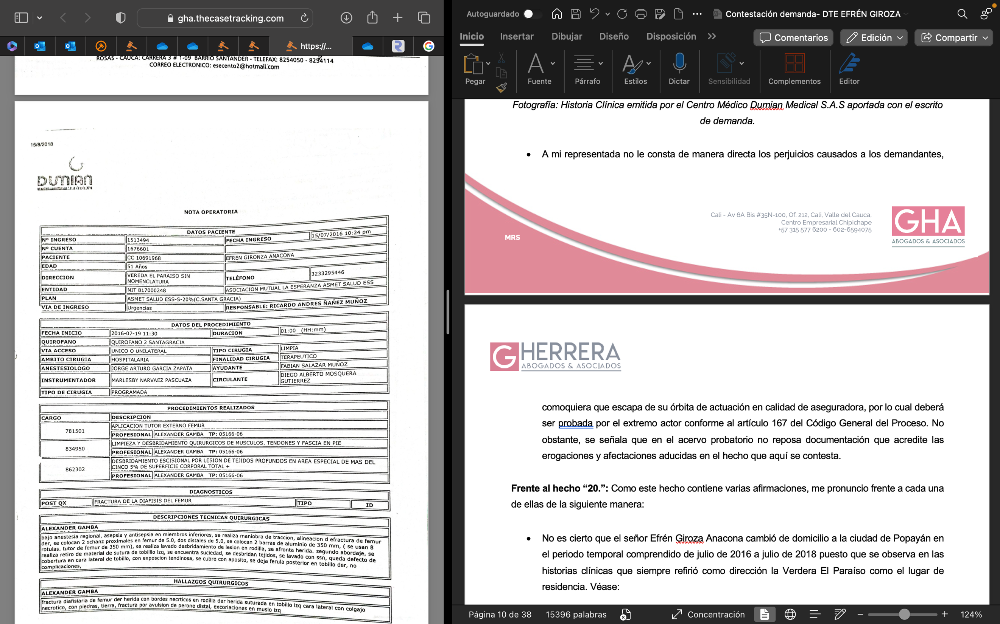 gha.thecasetracking.com
https://...
ROSAS - CAUCA: CARRERA 3 # 1-09 BARRIO SANTANDER - TELEFAX: 8254050 - 8254114
CORREO ELECTRONICO: esecento2@hotmail.com
15/8/2018
DUMIAN
NOTA OPERATORIA
DATOS PACIENTE
Nº INGRESO 1513494 FECHA INGRESO 15/07/2016 10:24 pm
Nº CUENTA 1676601
PACIENTE CC 10691968 EFREN GIRONZA ANACONA
EDAD 51 Años
DIRECCION VEREDA EL PARAISO SIN NOMENCLATURA TELÉFONO 3233295446
ENTIDAD NIT 817000248 ASOCIACION MUTUAL LA ESPERANZA ASMET SALUD ESS
PLAN ASMET SALUD ESS-S-20%(C.SANTA GRACIA)
VIA DE INGRESO Urgencias RESPONSABLE: RICARDO ANDRES ÑAÑEZ MUÑOZ
DATOS DEL PROCEDIMIENTO
FECHA INICIO 2016-07-19 11:30 DURACION 01:00 (HH:mm)
QUIROFANO QUIROFANO 2 SANTAGRACIA
VIA ACCESO UNICO O UNILATERAL TIPO CIRUGIA LIMPIA
AMBITO CIRUGIA HOSPITALARIA FINALIDAD CIRUGIA TERAPEUTICO
ANESTESIOLOGO JORGE ARTURO GARCIA ZAPATA AYUDANTE FABIAN SALAZAR MUÑOZ
INSTRUMENTADOR MARLESBY NARVAEZ PASCUAZA CIRCULANTE DIEGO ALBERTO MOSQUERA GUTIERREZ
TIPO DE CIRUGIA PROGRAMADA
PROCEDIMIENTOS REALIZADOS
CARGO DESCRIPCION
781501 APLICACION TUTOR EXTERNO FEMUR
PROFESIONAL ALEXANDER GAMBA TP: 05166-06
834950 LIMPIEZA Y DESBRIDAMIENTO QUIRURGICOS DE MUSCULOS. TENDONES Y FASCIA EN PIE
PROFESIONAL ALEXANDER GAMBA TP: 05166-06
862302 DESBRIDAMIENTO ESCISIONAL POR LESION DE TEJIDOS PROFUNDOS EN AREA ESPECIAL DE MAS DEL
CINCO 5% DE SUPERFICIE CORPORAL TOTAL +
PROFESIONAL ALEXANDER GAMBA TP: 05166-06
DIAGNOSTICOS
POST QX FRACTURA DE LA DIAFISIS DEL FEMUR TIPO ID
DESCRIPCIONES TECNICAS QUIRURGICAS
ALEXANDER GAMBA
bajo anestesia regional, asepsia y antisepsia en miembros inferiores, se realiza maniobra de traccion, alineacion d efractura de femur
der, se colocan 2 schanz proximales en femur de 5.0, dos distales de 5.0, se colocan 2 barras de aluminio de 350 mm, ( se usan 8
rotulas. tutor de femur de 350 mm), se realiza lavado desbridamiento de lesion en rodilla, se afronta herida. segundo abordaje, se
realiza retiro de material de sutura de tobilllo izq, se encuentra suciedad, se desbridan tejidos, se lavado con ssn, queda defecto de
cobertura en cara lateral de tobillo, con exposcion tendinosa, se cubre con aposito, se deja ferula posterior en tobillo der, no
complicaciones,
HALLAZGOS QUIRURGICOS
ALEXANDER GAMBA
fractura diafisiaria de femur der herida con bordes necrticos en rodilla der herida suturada en tobillo izq cara lateral con colgajo
necrotico, con piedras, tierra, fractura por avulsion de perone distal, excoriaciones en muslo izq
Autoguardado
Contestación demanda- DTE EFRÉN GIROZA
Inicio Insertar Dibujar Diseño Disposición
Comentarios Edición Compartir
Pegar Fuente Párrafo Estilos Dictar Sensibilidad Complementos Editor
Fotografía: Historia Clínica emitida por el Centro Médico Dumian Medical S.A.S aportada con el escrito
de demanda.
• A mi representada no le consta de manera directa los perjuicios causados a los demandantes,
Cali - Av 6A Bis #35N-100, Of. 212, Cali, Valle del Cauca,
Centro Empresarial Chipichape
+57 315 577 6200 - 602-6594075
MRS
GHA
ABOGADOS & ASOCIADOS
G HERRERA
ABOGADOS & ASOCIADOS
comoquiera que escapa de su órbita de actuación en calidad de aseguradora, por lo cual deberá
ser probada por el extremo actor conforme al artículo 167 del Código General del Proceso. No
obstante, se señala que en el acervo probatorio no reposa documentación que acredite las
erogaciones y afectaciones aducidas en el hecho que aquí se contesta.
Frente al hecho “20.”: Como este hecho contiene varias afirmaciones, me pronuncio frente a cada una
de ellas de la siguiente manera:
• No es cierto que el señor Efrén Giroza Anacona cambió de domicilio a la ciudad de Popayán en
el periodo temporal comprendido de julio de 2016 a julio de 2018 puesto que se observa en las
historias clínicas que siempre refirió como dirección la Verdera El Paraíso como el lugar de
residencia. Véase:
Página 10 de 38 15396 palabras Concentración 124%